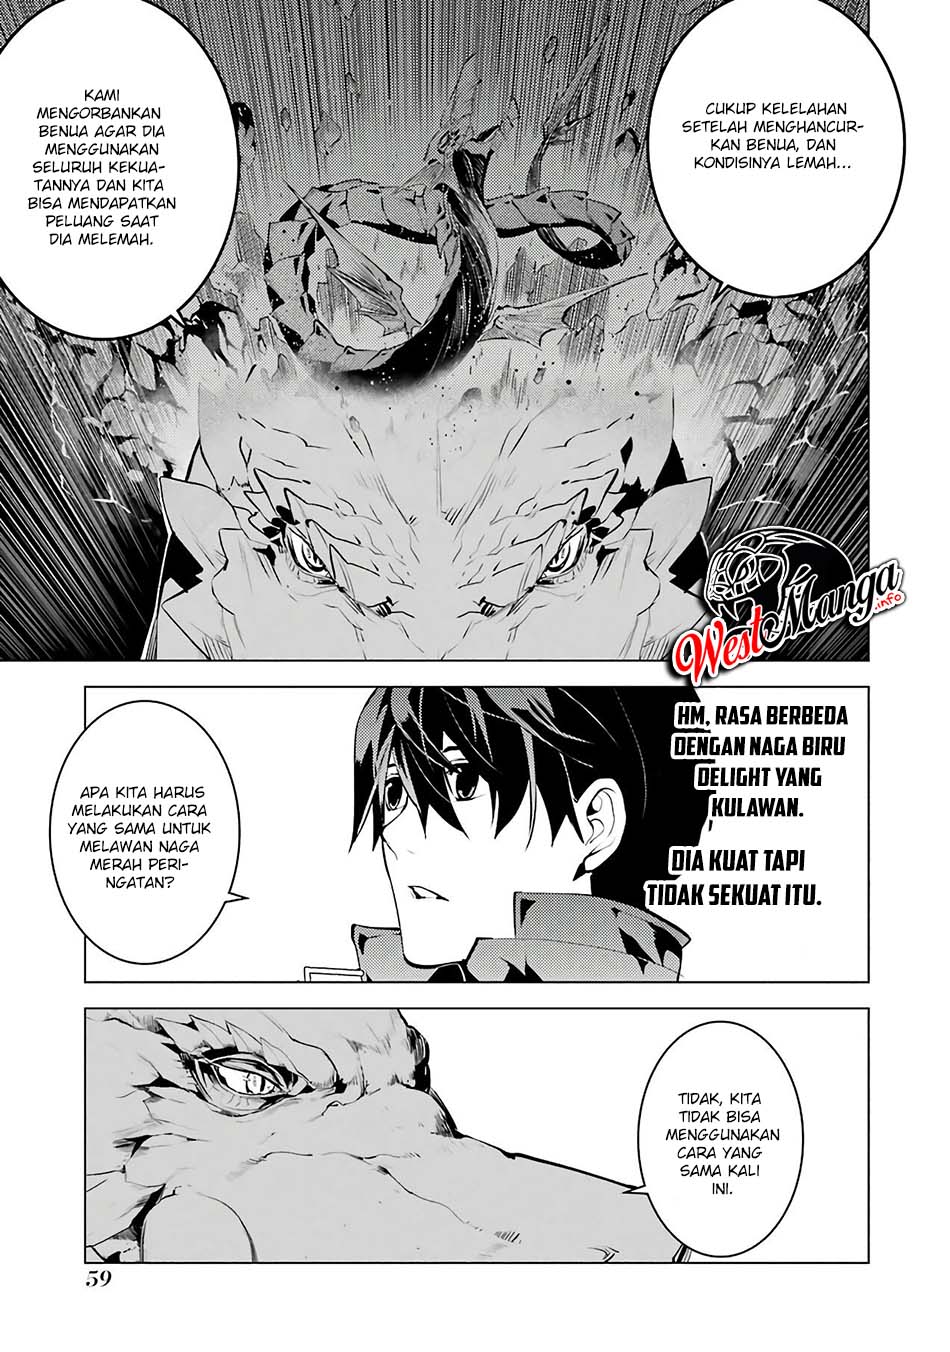 CUKUP KELELAHAN
SETELAH MENGHANCUR-
KAN BENUA, DAN
KONDISINYA LEMAH...
KAMI
MENGORBANKAN
BENUA AGAR DIA
MENGGUNAKAN
SELURUH KEKUA-
TANNYA DAN KITA
BISA MENDAPATKAN
PELUANG SAAT
DIA MELEMAH.
WestManga
.info
HM, RASA BERBEDA
DENGAN NAGA BIRU
DELIGHT YANG
KULAWAN.
DIA KUAT TAPI
TIDAK SEKUAT ITU.
APA KITA HARUS
MELAKUKAN CARA
YANG SAMA UNTUK
MELAWAN NAGA
MERAH PERI-
NGATAN?
TIDAK, KITA
TIDAK BISA
MENGGUNAKAN
CARA YANG
SAMA KALI
INI.
59